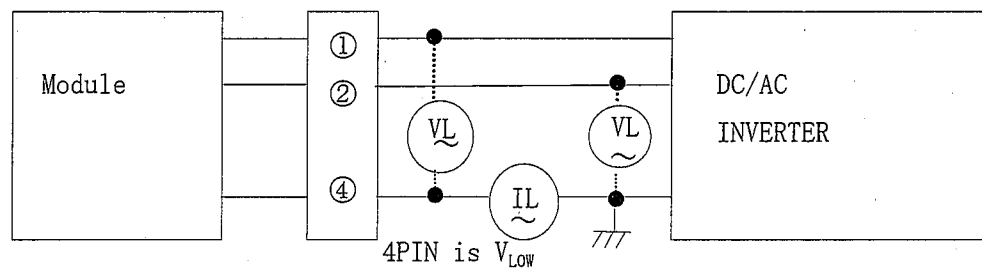 ①
Module
②
DC/AC
VL
VL
INVERTER
④
IL
4PIN is VLOW